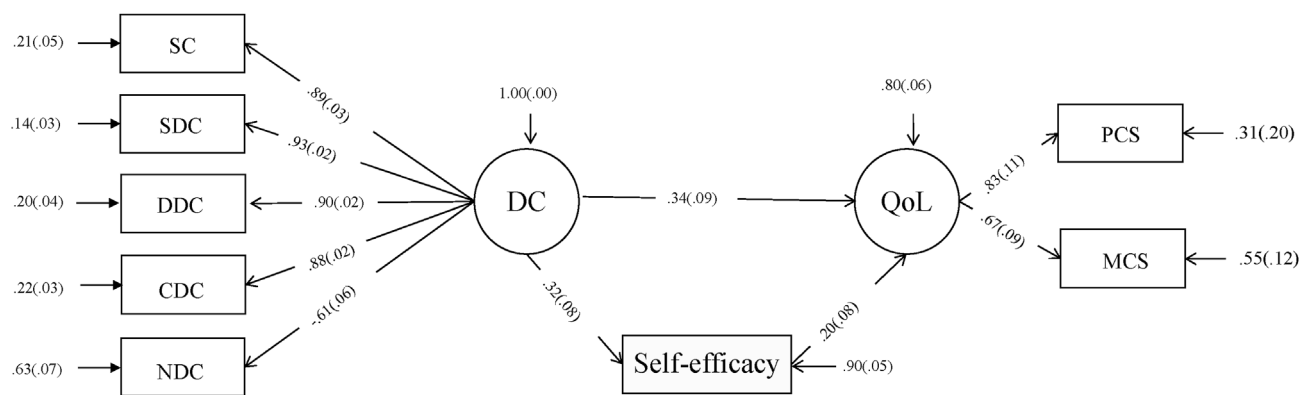 .21(.05)
SC
.89(.03)
.14(.03)
SDC
.93(.02)
.20(.04)
DDC
.90(.02)
.22(.03)
CDC
.88(.02)
.63(.07)
NDC
-.61(.06)
1.00(.00)
DC
.34(.09)
.32(.08)
Self-efficacy
.90(.05)
.20(.08)
.80(.06)
QoL
.83(.11)
PCS
.31(.20)
.67(.09)
MCS
.55(.12)